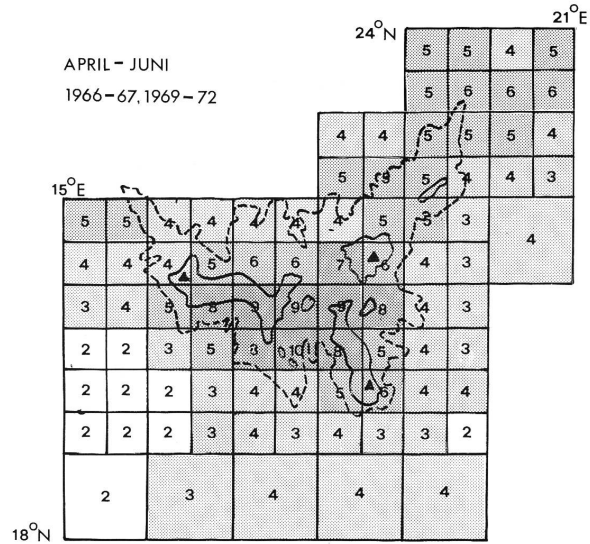 21°E
24°N
5 5 4 5
APRIL – JUNI
5 6 6 6
1966–67, 1969–72
4 4 5 5 5 4
5 9 5 4 4 3
15°E
5 5 4 4 4 4 4 5 5 3
4
4 4 4 5 6 6 7 6 4 3
3 4 5 8 9 8 4 3
2 2 3 5 8 10 5 4 3
2 2 2 3 4 4 5 6 4 4
2 2 2 3 4 3 4 3 3 2
2 3 4 4 4
18°N